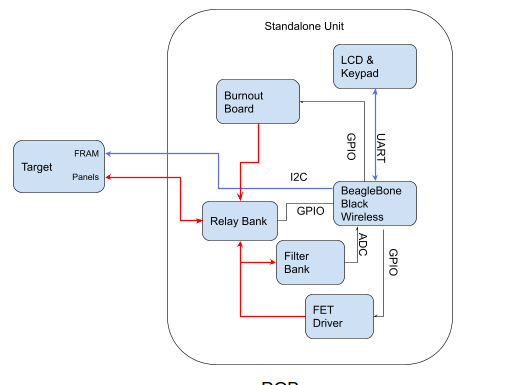 Standalone Unit
LCD &
Keypad
Burnout
Board
GPIO
UART
FRAM
Target
Panels
I2C
BeagleBone
Black
Wireless
GPIO
Relay Bank
ADC
GPIO
Filter
Bank
FET
Driver